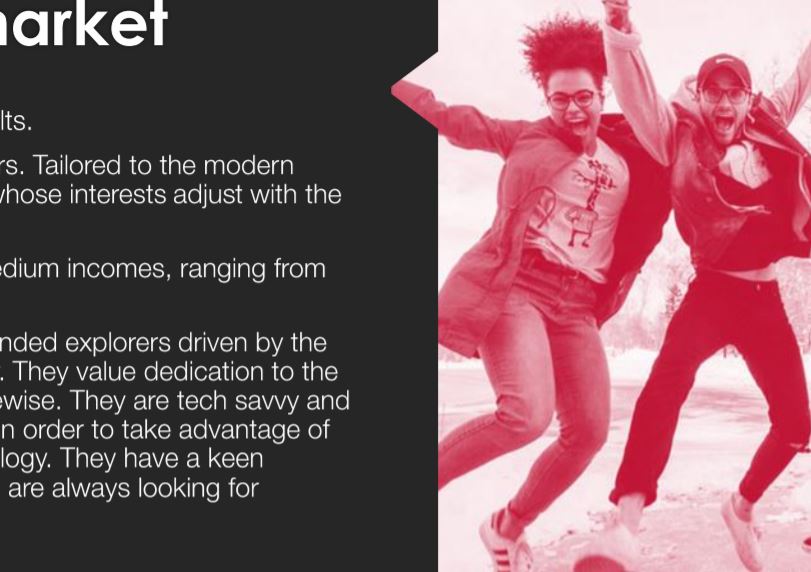 arket
lts.
rs. Tailored to the modern
whose interests adjust with the
edium incomes, ranging from
nded explorers driven by the
. They value dedication to the
ewise. They are tech savvy and
n order to take advantage of
logy. They have a keen
are always looking for